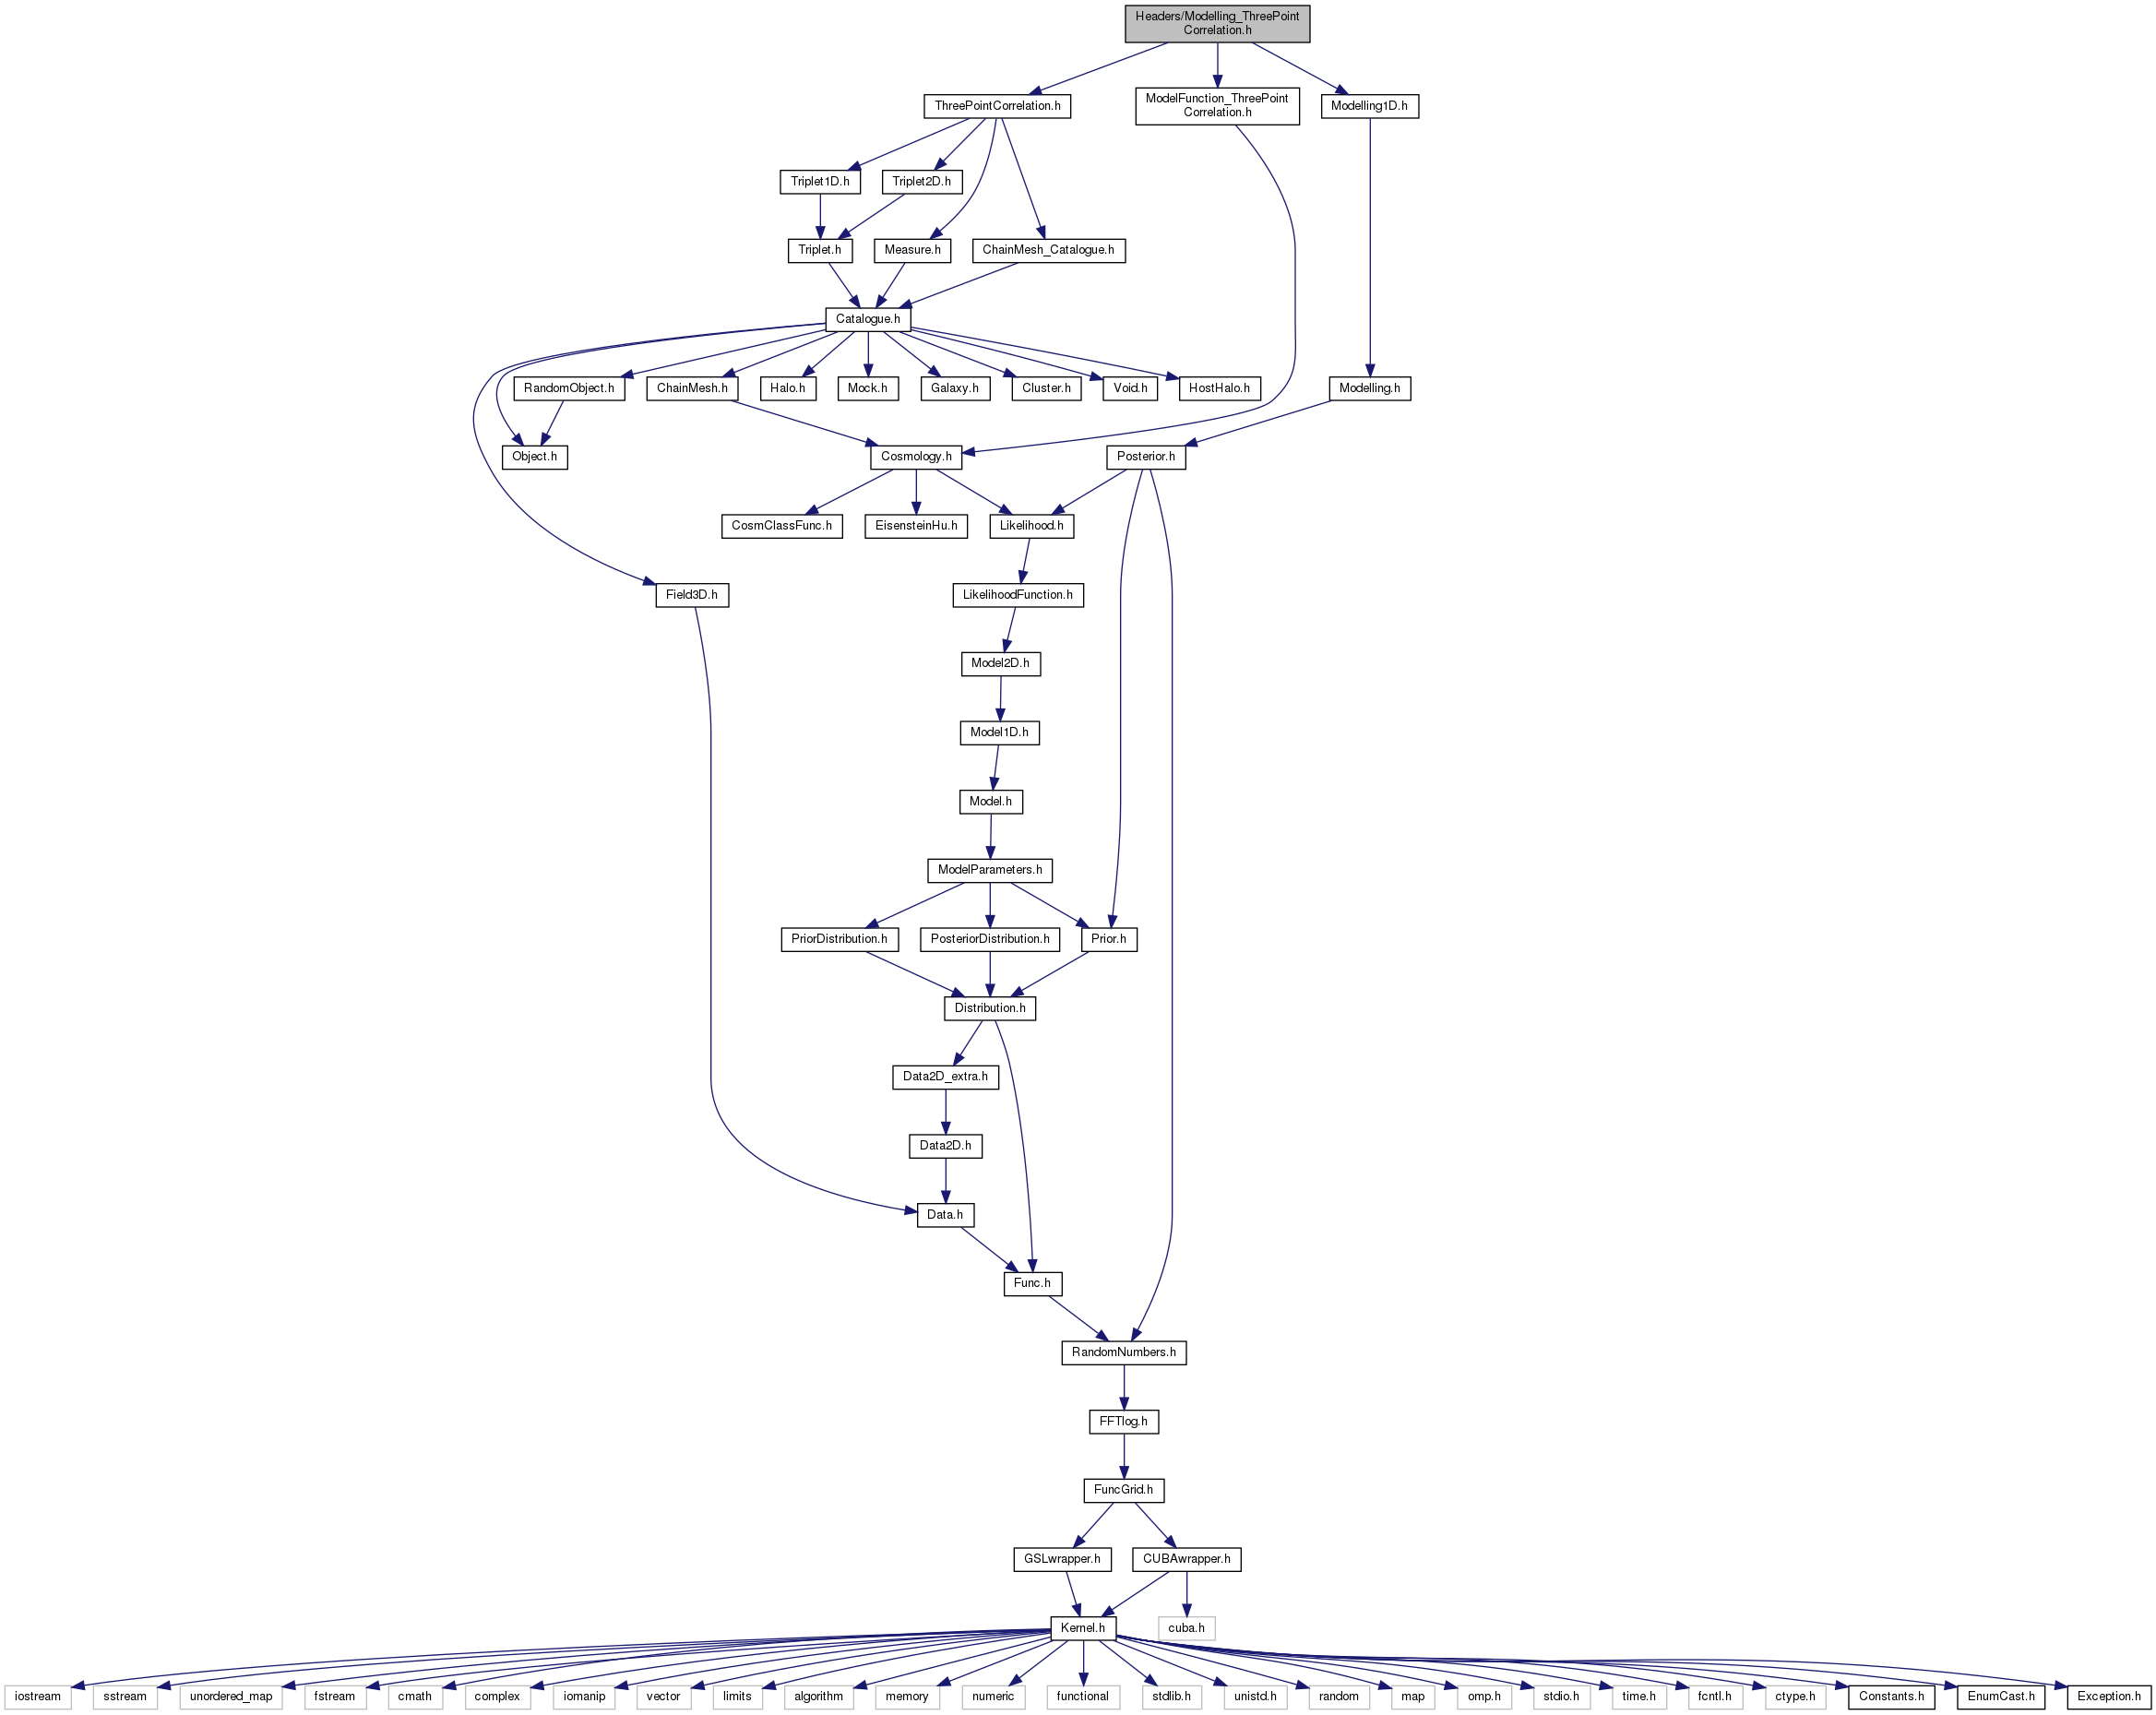 Headers/Modelling_ThreePoint
Correlation.h
ThreePointCorrelation.h
ModelFunction_ThreePoint
Correlation.h
Modelling1D.h
Triplet1D.h
Triplet2D.h
Triplet.h
Measure.h
ChainMesh_Catalogue.h
Catalogue.h
RandomObject.h
ChainMesh.h
Halo.h
Mock.h
Galaxy.h
Cluster.h
Void.h
HostHalo.h
Modelling.h
Object.h
Cosmology.h
Posterior.h
CosmClassFunc.h
EisensteinHu.h
Likelihood.h
Field3D.h
LikelihoodFunction.h
Model2D.h
Model1D.h
Model.h
ModelParameters.h
PriorDistribution.h
PosteriorDistribution.h
Prior.h
Distribution.h
Data2D_extra.h
Data2D.h
Data.h
Func.h
RandomNumbers.h
FFTlog.h
FuncGrid.h
GSLwrapper.h
CUBAwrapper.h
Kernel.h
cuba.h
iostream
sstream
unordered_map
fstream
cmath
complex
iomanip
vector
limits
algorithm
memory
numeric
functional
stdlib.h
unistd.h
random
map
omp.h
stdio.h
time.h
fcntl.h
ctype.h
Constants.h
EnumCast.h
Exception.h